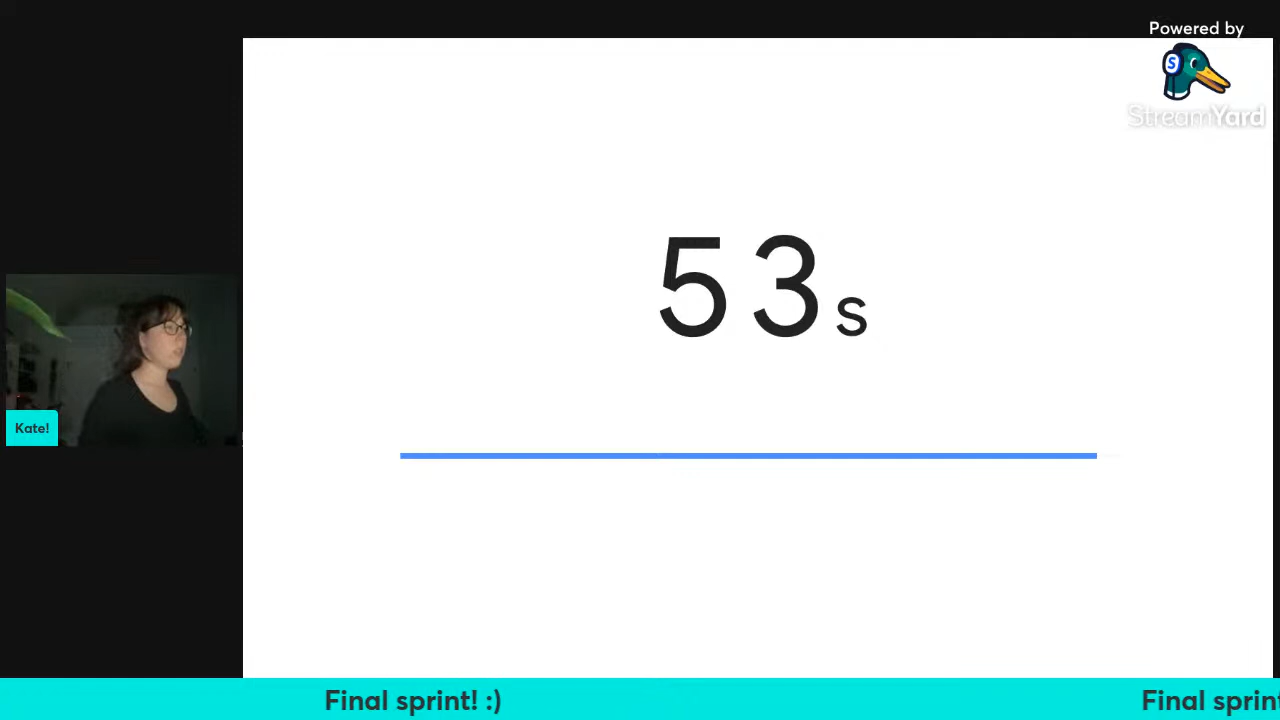 Powered by
S
StreamYard
53s
Kate!
Final sprint! :)
Final sprint